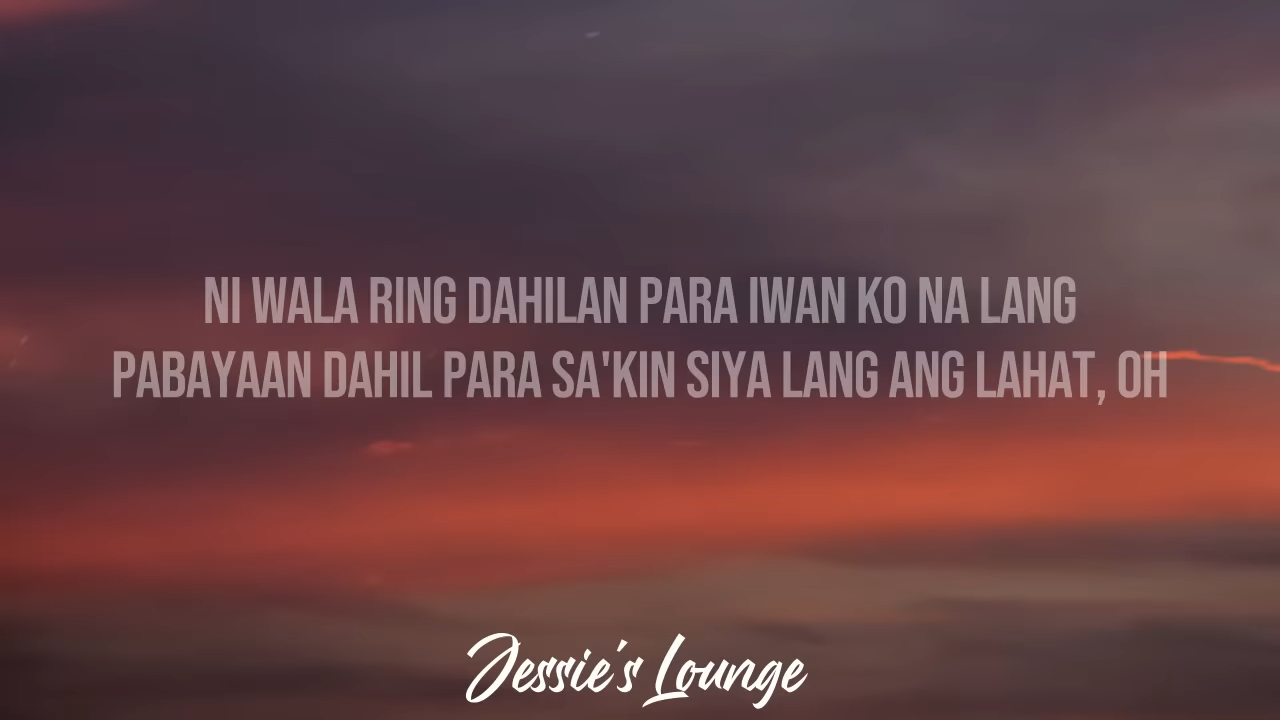 NI WALA RING DAHILAN PARA IWAN KO NA LANG
PABAYAAN DAHIL PARA SA'KIN SIYA LANG ANG LAHAT, OH
Jessie's Lounge